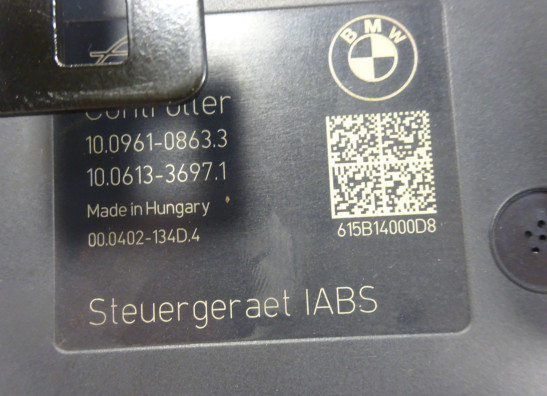 BMW
Controller
10.0961-0863.3
10.0613-3697.1
Made in Hungary
00.0402-134D.4
615B14000D8
Steuergeraet IABS